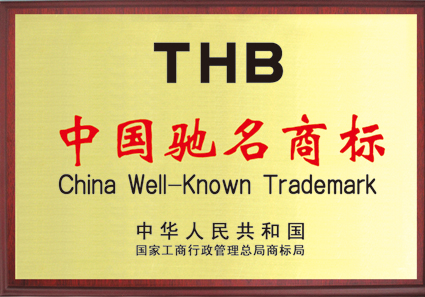 THB
中国驰名商标
China Well-Known Trademark
中华人民共和国
国家工商行政管理总局商标局